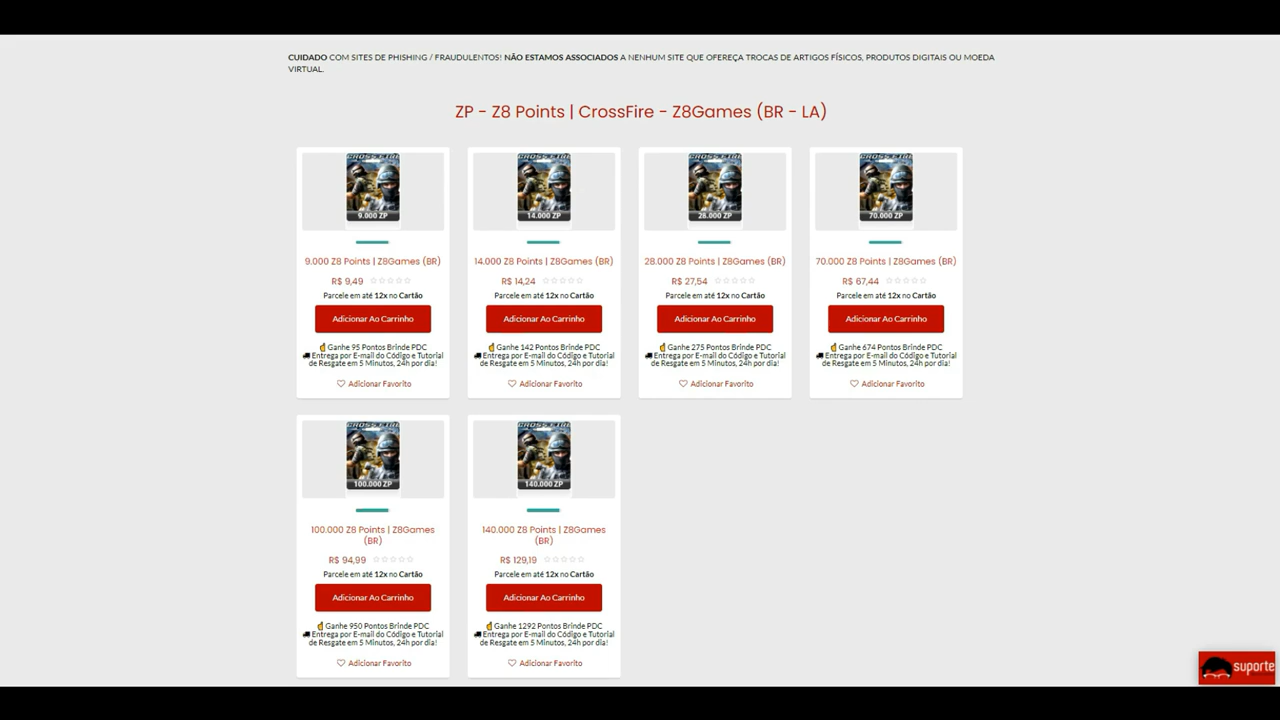 CUIDADO COM SITES DE PHISHING / FRAUDULENTOS! NÃO ESTAMOS ASSOCIADOS A NENHUM SITE QUE OFEREÇA TROCAS DE ARTIGOS FÍSICOS, PRODUTOS DIGITAIS OU MOEDA
VIRTUAL.
ZP - Z8 Points | CrossFire - Z8Games (BR - LA)
CROSS FIRE
9.000 ZP
9.000 Z8 Points | Z8Games (BR)
R$ 9,49
Parcele em até 12x no Cartão
Adicionar Ao Carrinho
Ganhe 95 Pontos Brinde PDC
Entrega por E-mail do Código e Tutorial
de Resgate em 5 Minutos, 24h por dia!
Adicionar Favorito
CROSS FIRE
14.000 ZP
14.000 Z8 Points | Z8Games (BR)
R$ 14,24
Parcele em até 12x no Cartão
Adicionar Ao Carrinho
Ganhe 142 Pontos Brinde PDC
Entrega por E-mail do Código e Tutorial
de Resgate em 5 Minutos, 24h por dia!
Adicionar Favorito
CROSS FIRE
28.000 ZP
28.000 Z8 Points | Z8Games (BR)
R$ 27,54
Parcele em até 12x no Cartão
Adicionar Ao Carrinho
Ganhe 275 Pontos Brinde PDC
Entrega por E-mail do Código e Tutorial
de Resgate em 5 Minutos, 24h por dia!
Adicionar Favorito
CROSS FIRE
70.000 ZP
70.000 Z8 Points | Z8Games (BR)
R$ 67,44
Parcele em até 12x no Cartão
Adicionar Ao Carrinho
Ganhe 674 Pontos Brinde PDC
Entrega por E-mail do Código e Tutorial
de Resgate em 5 Minutos, 24h por dia!
Adicionar Favorito
CROSS FIRE
100.000 ZP
100.000 Z8 Points | Z8Games
(BR)
R$ 94,99
Parcele em até 12x no Cartão
Adicionar Ao Carrinho
Ganhe 950 Pontos Brinde PDC
Entrega por E-mail do Código e Tutorial
de Resgate em 5 Minutos, 24h por dia!
Adicionar Favorito
CROSS FIRE
140.000 ZP
140.000 Z8 Points | Z8Games
(BR)
R$ 129,19
Parcele em até 12x no Cartão
Adicionar Ao Carrinho
Ganhe 1292 Pontos Brinde PDC
Entrega por E-mail do Código e Tutorial
de Resgate em 5 Minutos, 24h por dia!
Adicionar Favorito
suporte